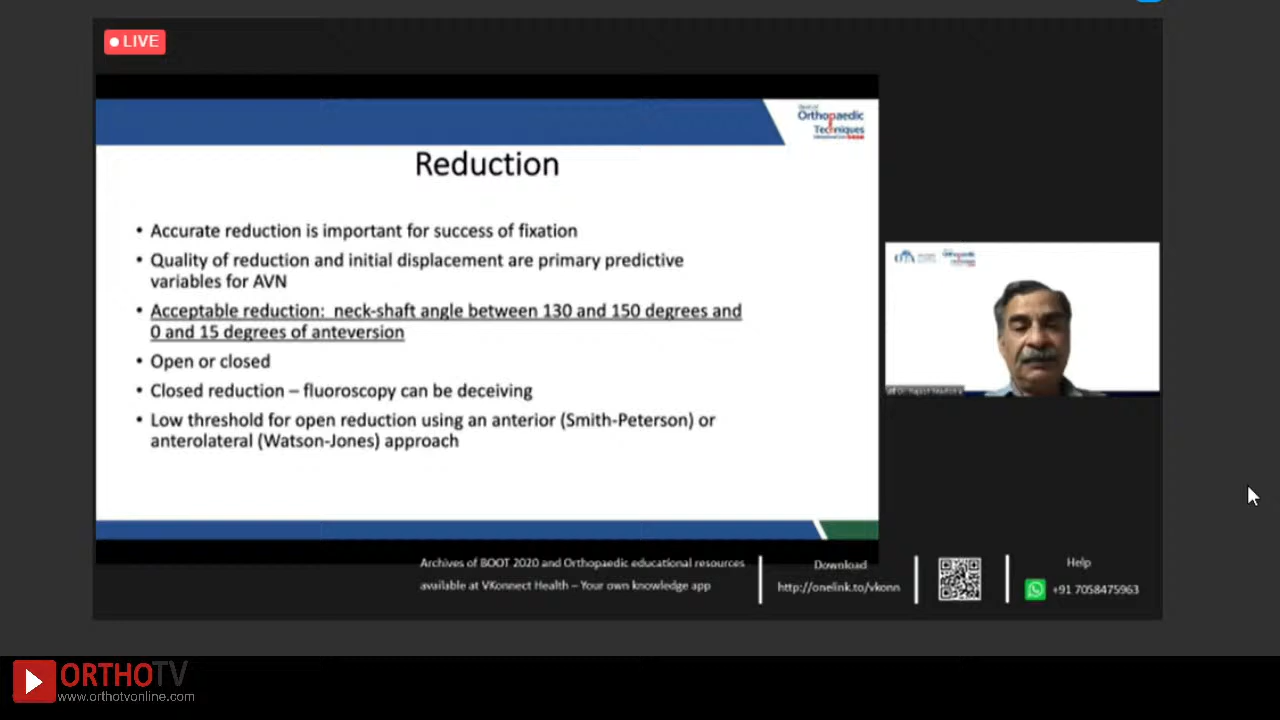 LIVE
Orthopaedic
Techniques
Reduction
• Accurate reduction is important for success of fixation
• Quality of reduction and initial displacement are primary predictive
variables for AVN
• Acceptable reduction: neck-shaft angle between 130 and 150 degrees and
0 and 15 degrees of anteversion
• Open or closed
• Closed reduction – fluoroscopy can be deceiving
• Low threshold for open reduction using an anterior (Smith-Peterson) or
anterolateral (Watson-Jones) approach
Archives of BOOT 2020 and Orthopaedic educational resources
available at VKonnect Health – Your own knowledge app
Download
http://onelink.to/vkonn
Help
+91 7058475963
ORTHOTV
www.orthotvonline.com